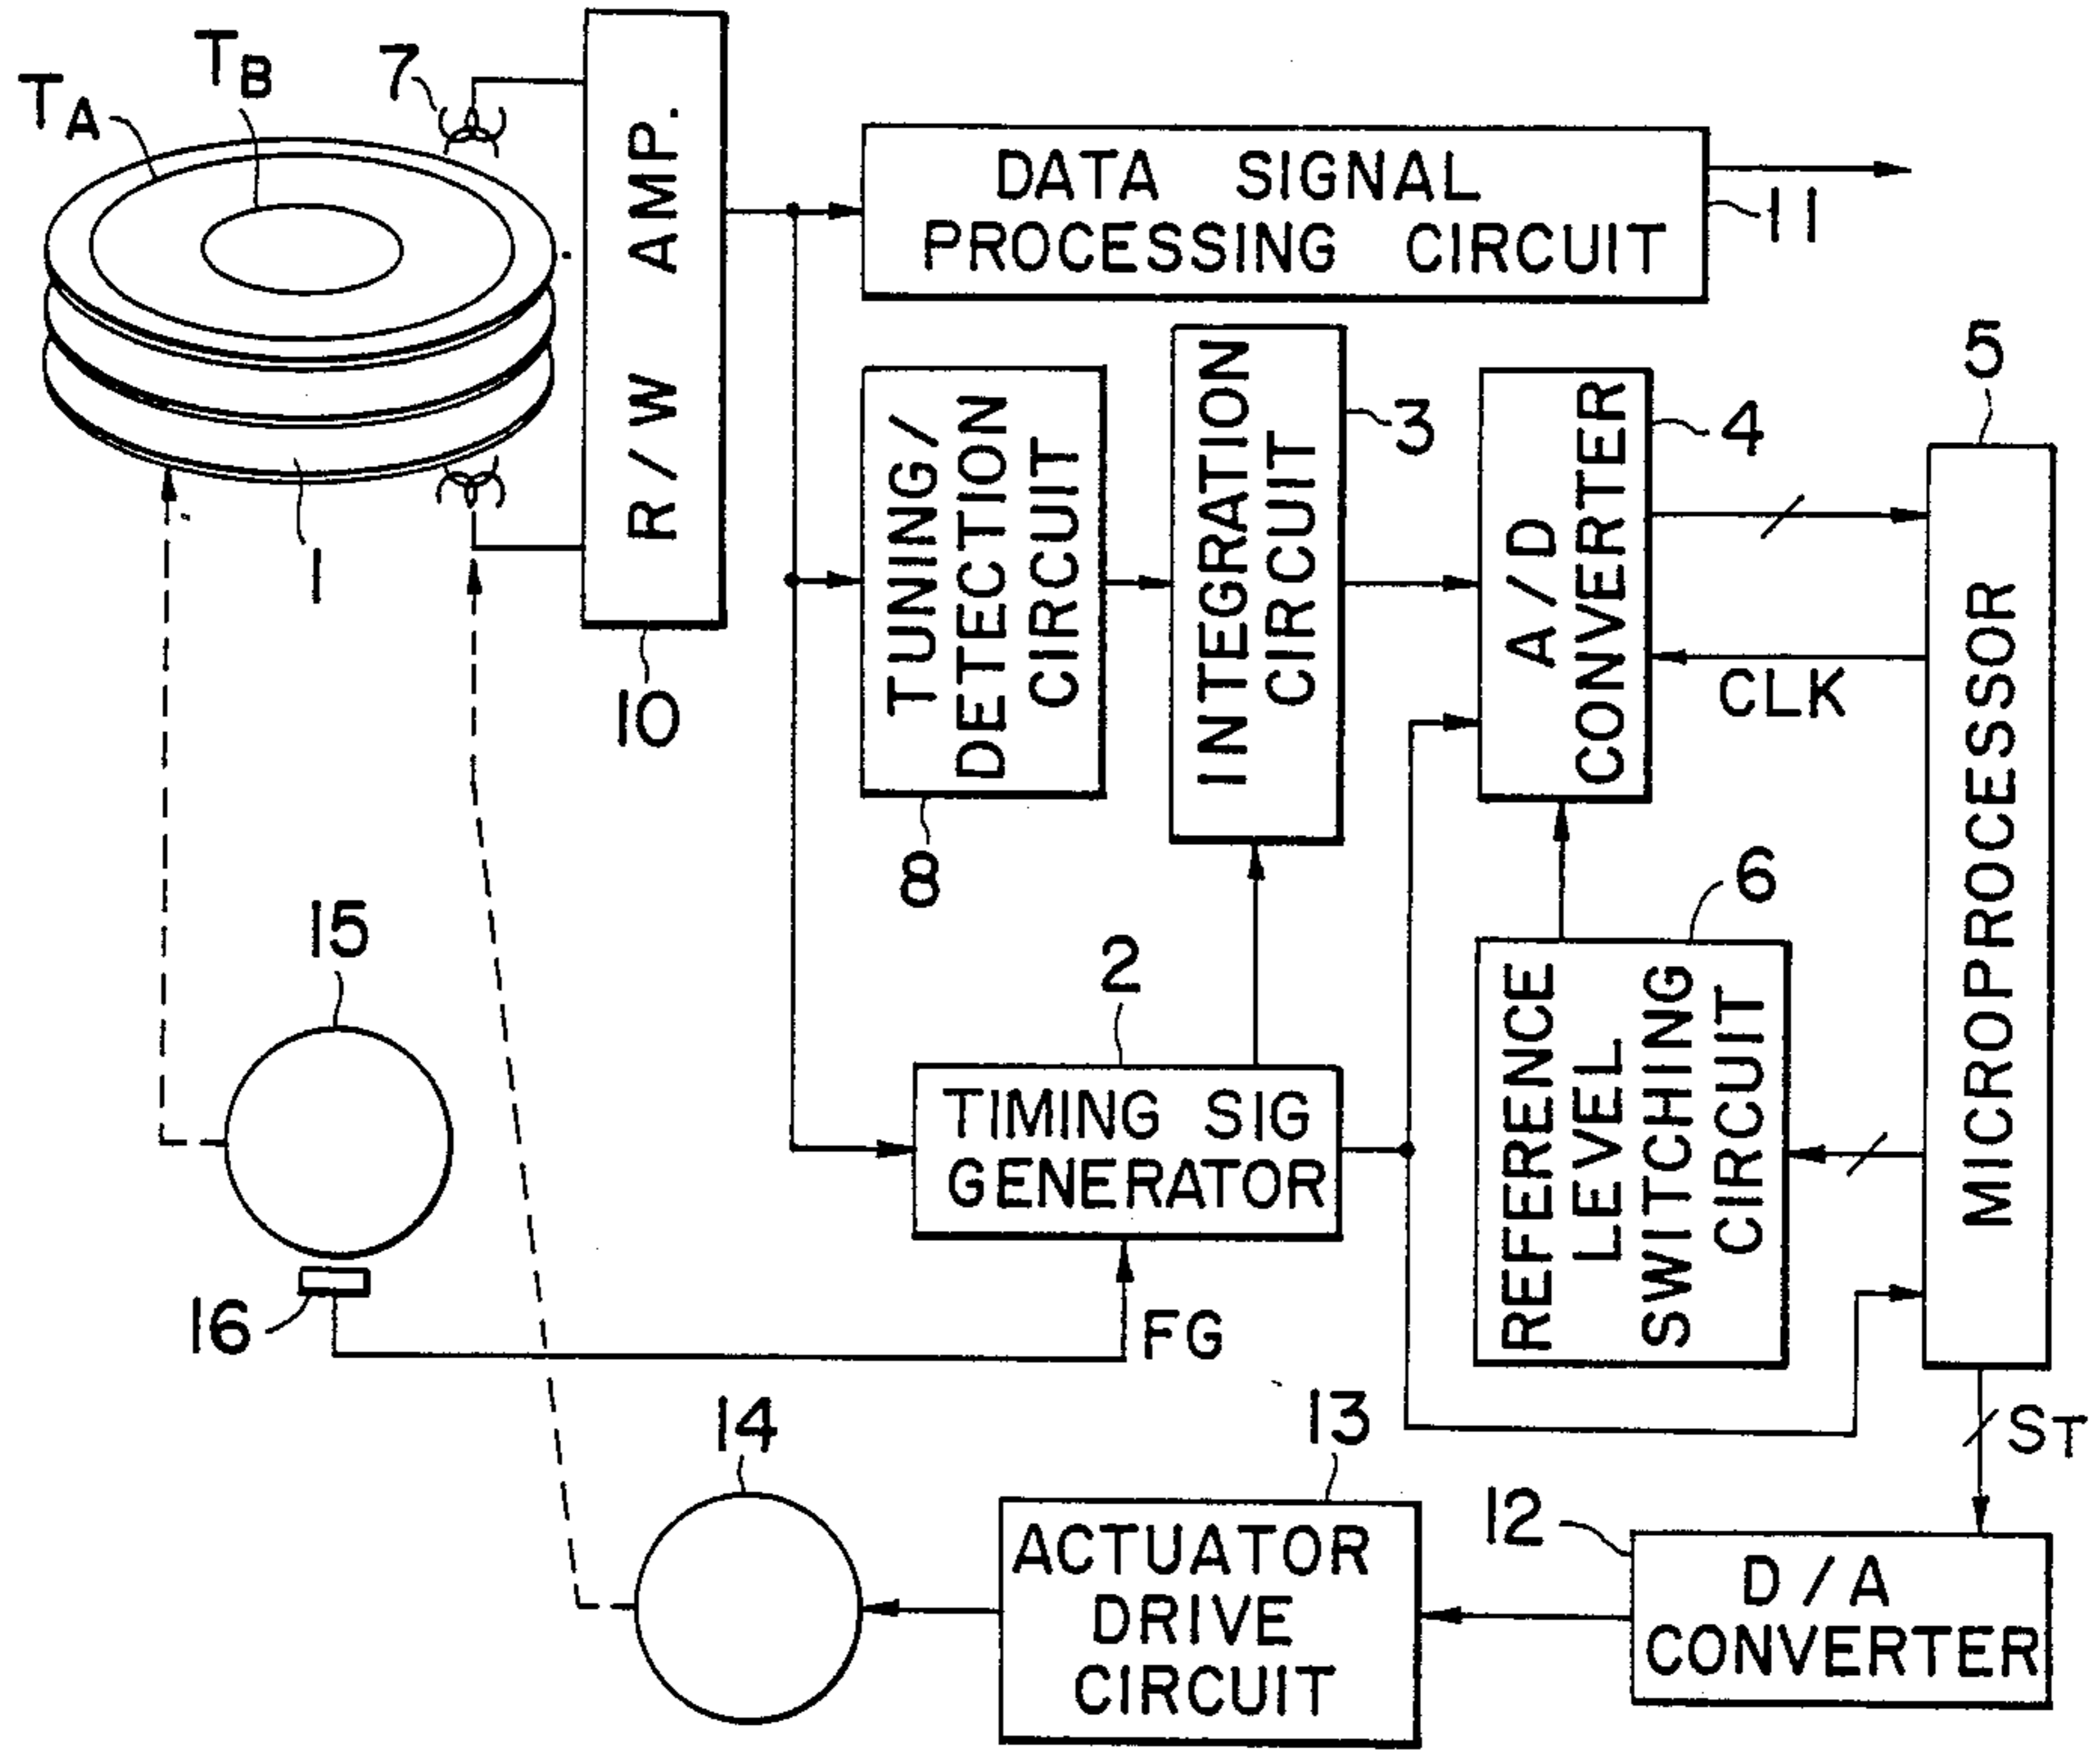 TA
TB
7
R/W AMP.
10
1
DATA SIGNAL
PROCESSING CIRCUIT
11
TUNING/
DETECTION
CIRCUIT
8
INTEGRATION
CIRCUIT
3
A/D
CONVERTER
4
5
MICROPROCESSOR
CLK
6
REFERENCE
LEVEL
SWITCHING
CIRCUIT
2
TIMING SIG
GENERATOR
15
16
FG
14
13
ACTUATOR
DRIVE
CIRCUIT
ST
12
D/A
CONVERTER